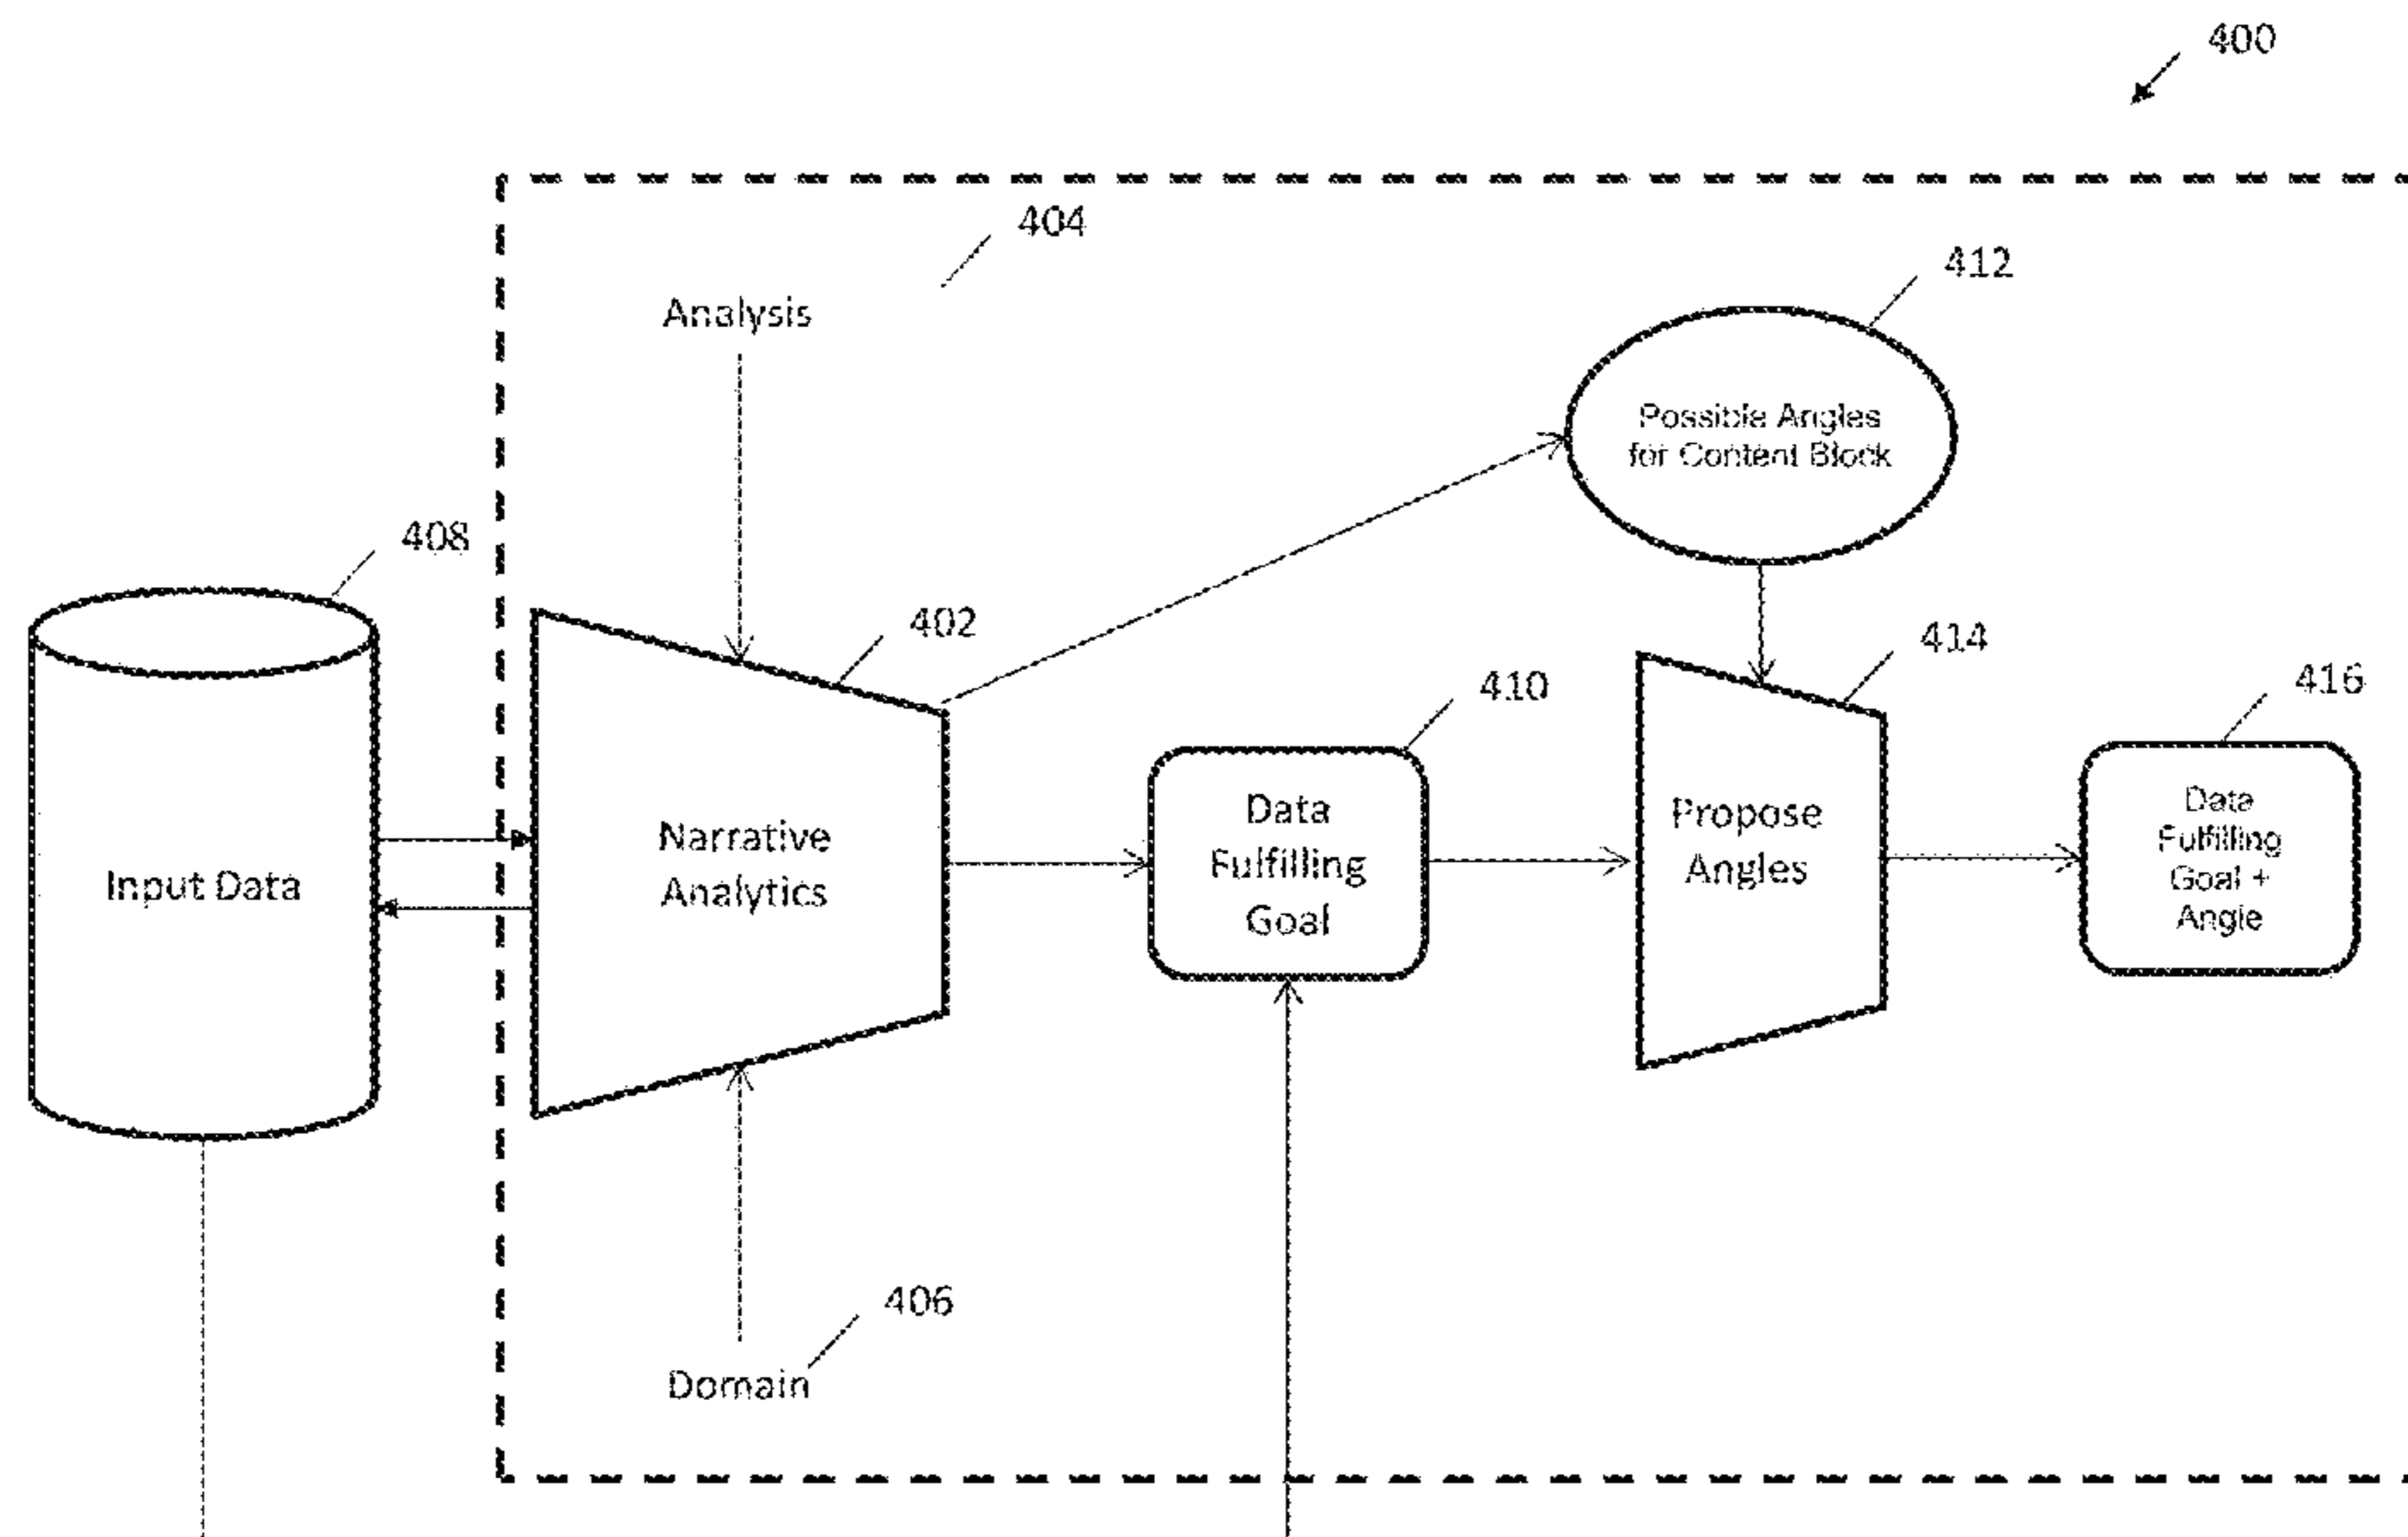 400
404
Analysis
412
Possible Angles
for Content Block
408
402
414
410
416
Input Data
Narrative
Analytics
Data
Fulfilling
Goal
Propose
Angles
Data
Fulfilling
Goal +
Angle
406
Domain